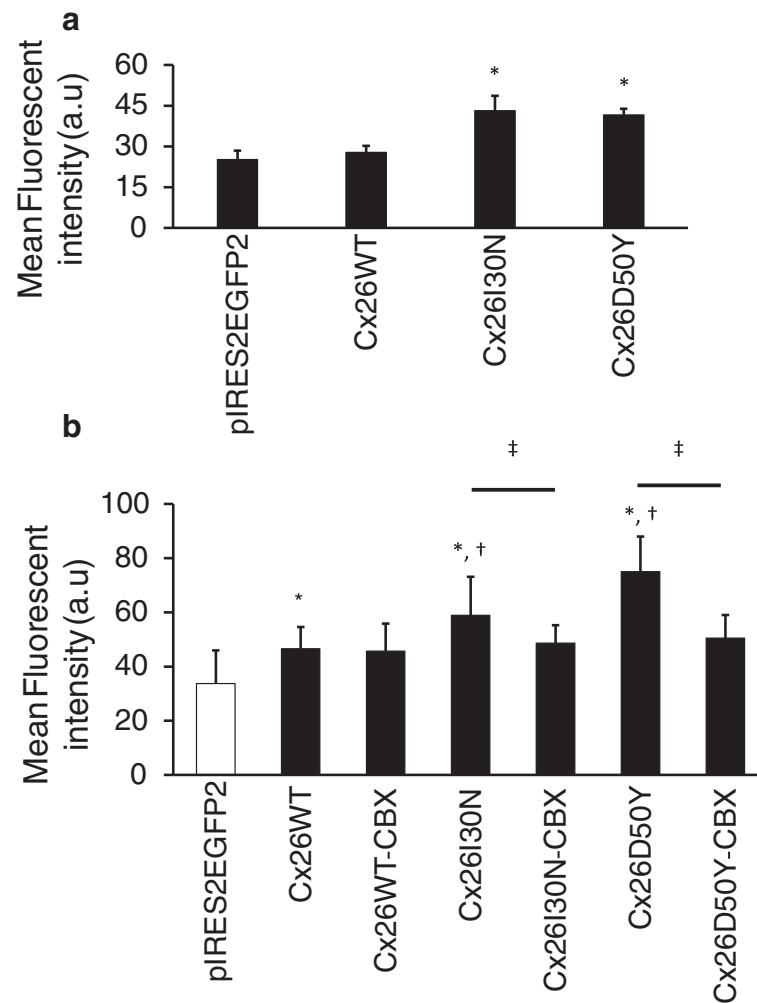 a
Mean Fluorescent
intensity (a.u)
60
45
30
15
0
*
*
pIRES2EGFP2
Cx26WT
Cx26I30N
Cx26D50Y
b
Mean Fluorescent
intensity (a.u)
100
80
60
40
20
0
‡
‡
*
*, †
*, †
pIRES2EGFP2
Cx26WT
Cx26WT-CBX
Cx26I30N
Cx26I30N-CBX
Cx26D50Y
Cx26D50Y-CBX